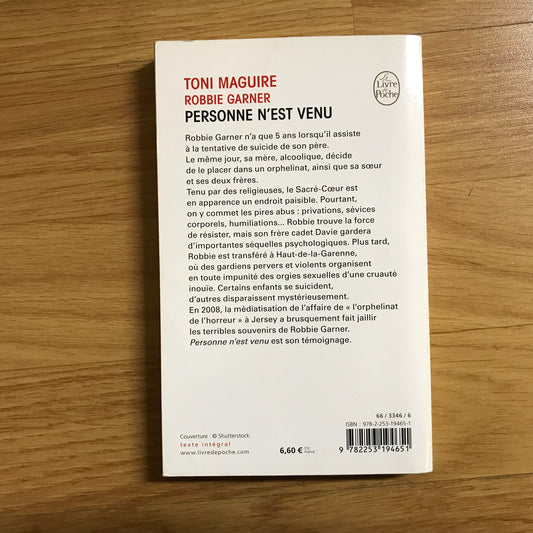 TONI MAGUIRE
Le
Livre
de
Poche
ROBBIE GARNER
PERSONNE N'EST VENU
Robbie Garner n'a que 5 ans lorsqu'il assiste
à la tentative de suicide de son père.
Le même jour, sa mère, alcoolique, décide
de le placer dans un orphelinat, ainsi que sa sœur
et ses deux frères.
Tenu par des religieuses, le Sacré-Cœur est
en apparence un endroit paisible. Pourtant,
on y commet les pires abus : privations, sévices
corporels, humiliations... Robbie trouve la force
de résister, mais son frère cadet Davie gardera
d'importantes séquelles psychologiques. Plus tard,
Robbie est transféré à Haut-de-la-Garenne,
où des gardiens pervers et violents organisent
en toute impunité des orgies sexuelles d'une cruauté
inouïe. Certains enfants se suicident,
d'autres disparaissent mystérieusement.
En 2008, la médiatisation de l'affaire de « l'orphelinat
de l'horreur » à Jersey a brusquement fait jaillir
les terribles souvenirs de Robbie Garner.
Personne n'est venu est son témoignage.
66 / 3346 / 6
ISBN : 978-2-253-19465-1
Couverture : © Shutterstock.
texte intégral
www.livredepoche.com
6,60 €
9 782253 194651